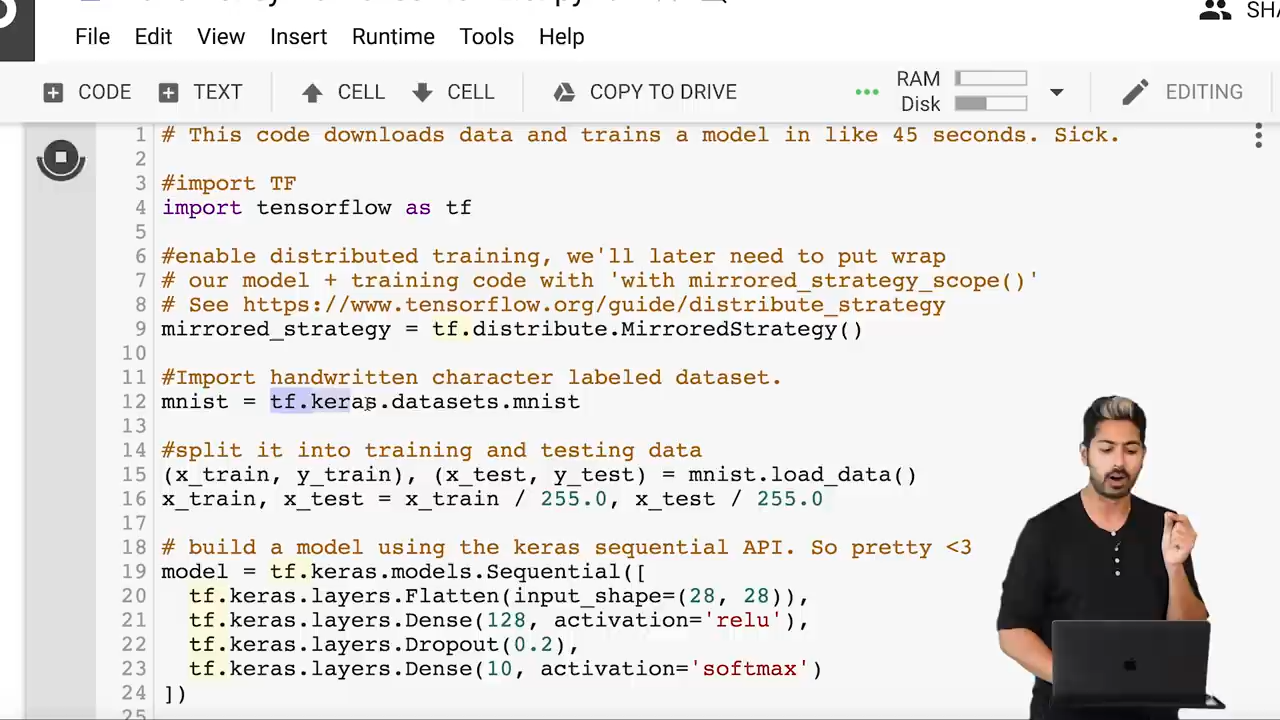 SHA
File Edit View Insert Runtime Tools Help
CODE TEXT CELL CELL COPY TO DRIVE RAM Disk EDITING
1 # This code downloads data and trains a model in like 45 seconds. Sick.
2
3 #import TF
4 import tensorflow as tf
5
6 #enable distributed training, we'll later need to put wrap
7 # our model + training code with 'with mirrored_strategy_scope()'
8 # See https://www.tensorflow.org/guide/distribute_strategy
9 mirrored_strategy = tf.distribute.MirroredStrategy()
10
11 #Import handwritten character labeled dataset.
12 mnist = tf.keras.datasets.mnist
13
14 #split it into training and testing data
15 (x_train, y_train), (x_test, y_test) = mnist.load_data()
16 x_train, x_test = x_train / 255.0, x_test / 255.0
17
18 # build a model using the keras sequential API. So pretty <3
19 model = tf.keras.models.Sequential([
20 tf.keras.layers.Flatten(input_shape=(28, 28)),
21 tf.keras.layers.Dense(128, activation='relu'),
22 tf.keras.layers.Dropout(0.2),
23 tf.keras.layers.Dense(10, activation='softmax')
24 ])
25